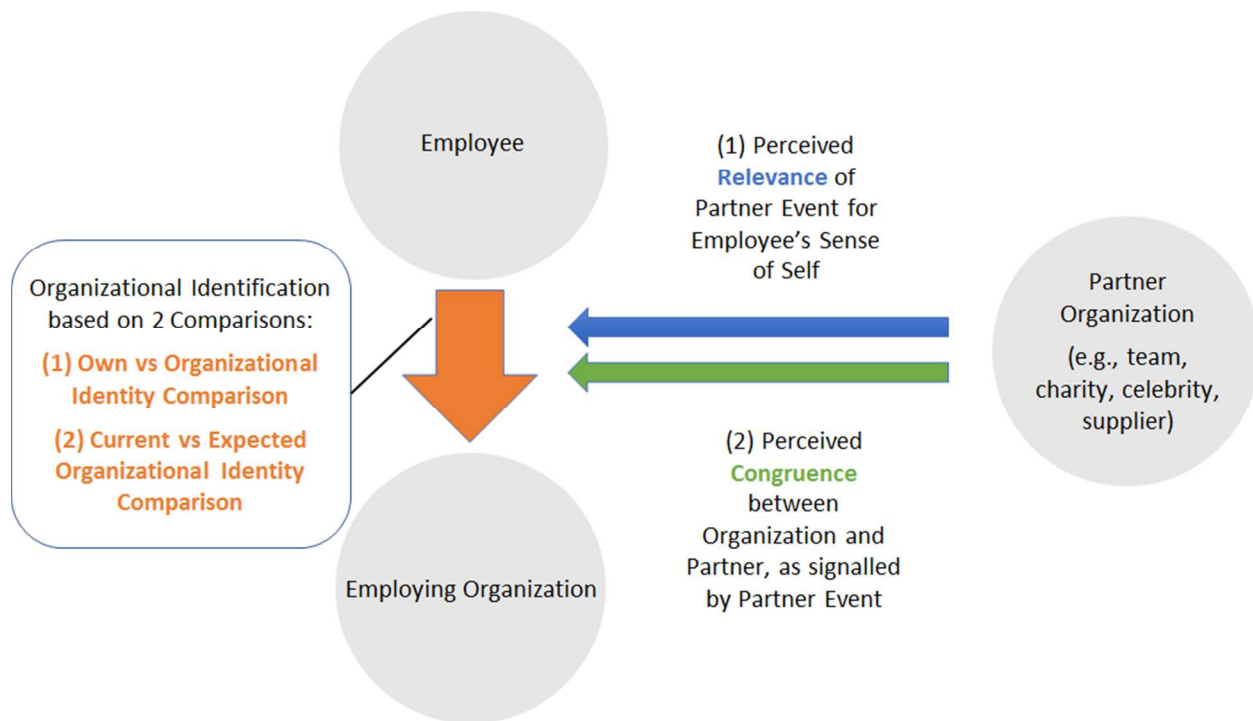 Employee
(1) Perceived
Relevance of
Partner Event for
Employee's Sense
of Self
Organizational Identification
based on 2 Comparisons:
(1) Own vs Organizational
Identity Comparison
(2) Current vs Expected
Organizational Identity
Comparison
Partner
Organization
(e.g., team,
charity, celebrity,
supplier)
(2) Perceived
Congruence
between
Organization and
Partner, as signalled
by Partner Event
Employing Organization